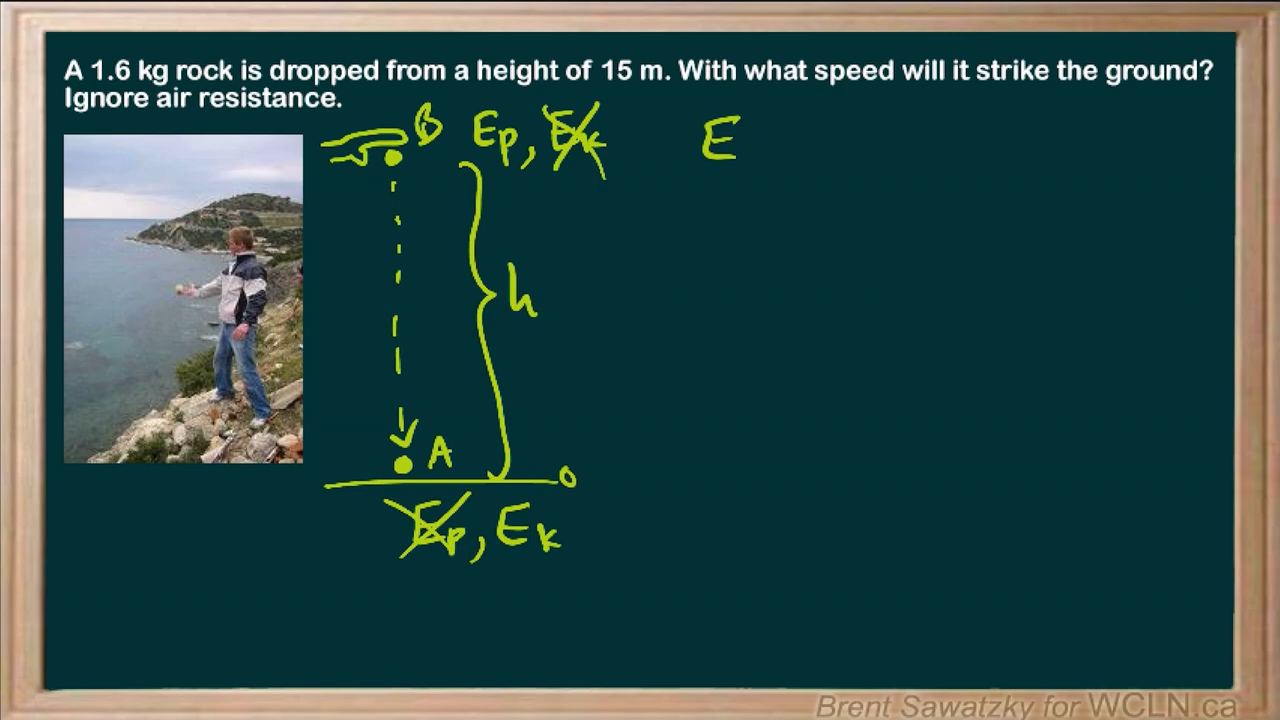 A 1.6 kg rock is dropped from a height of 15 m. With what speed will it strike the ground?
Ignore air resistance.
B Ep, Ek E
h
A
0
Ep, Ek
Brent Sawatzky for WCLN.ca